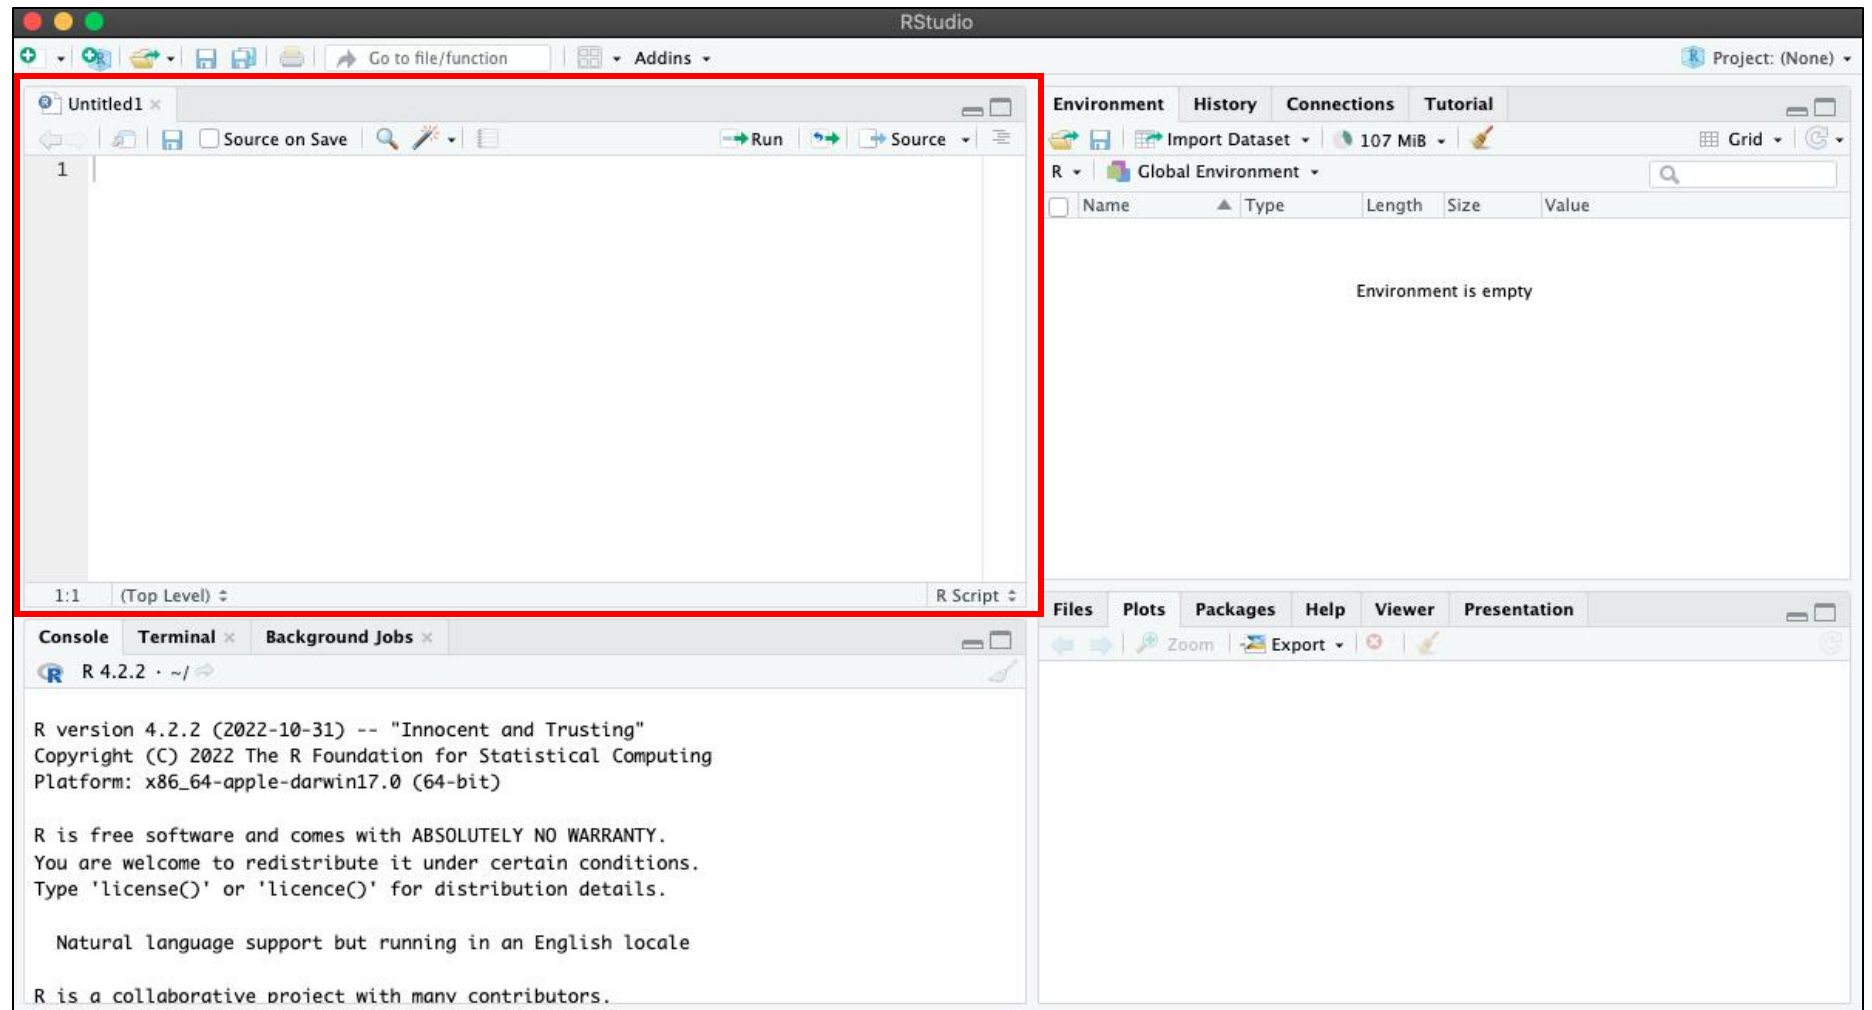 RStudio
Go to file/function
Addins
Project: (None)
Untitled1
Source on Save
Run
Source
1
1:1
(Top Level)
R Script
Console
Terminal
Background Jobs
R 4.2.2 · ~/
R version 4.2.2 (2022-10-31) -- "Innocent and Trusting"
Copyright (C) 2022 The R Foundation for Statistical Computing
Platform: x86_64-apple-darwin17.0 (64-bit)
R is free software and comes with ABSOLUTELY NO WARRANTY.
You are welcome to redistribute it under certain conditions.
Type 'license()' or 'licence()' for distribution details.
Natural language support but running in an English locale
R is a collaborative project with many contributors.
Environment
History
Connections
Tutorial
Import Dataset
107 MiB
Grid
R
Global Environment
Name
Type
Length
Size
Value
Environment is empty
Files
Plots
Packages
Help
Viewer
Presentation
Zoom
Export